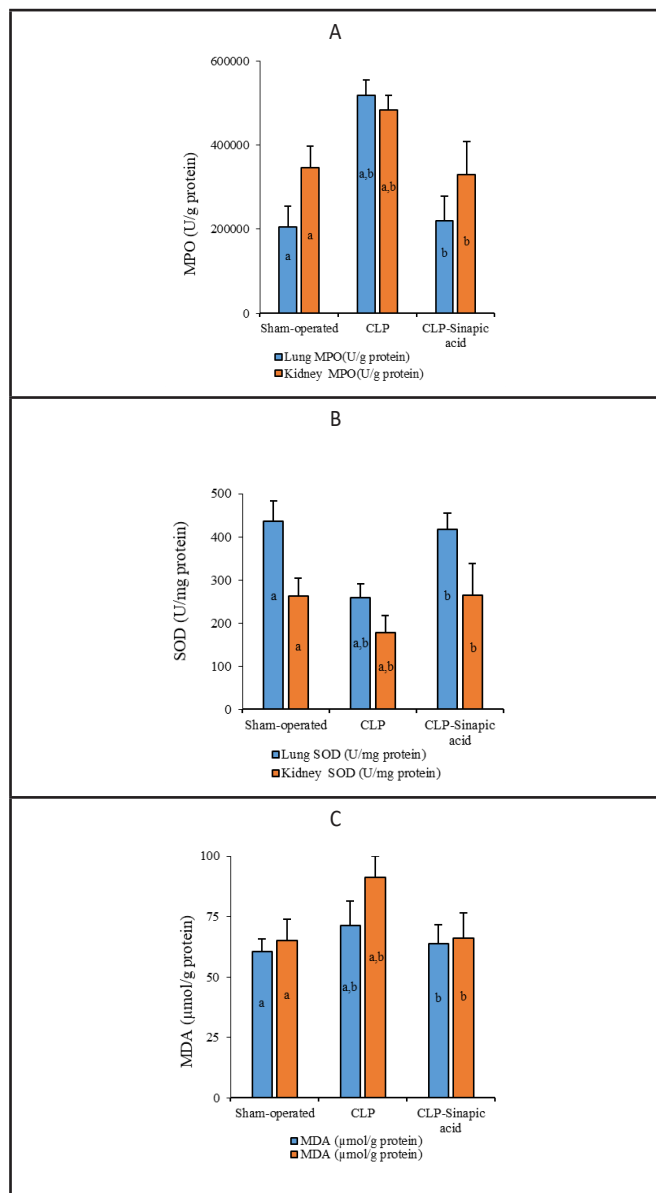 A
600000
400000
200000
0
MPO (U/g protein)
a
a
a,b
a,b
b
b
Sham-operated
CLP
CLP-Sinapic
acid
Lung MPO(U/g protein)
Kidney MPO(U/g protein)
B
500
400
300
200
100
0
SOD (U/mg protein)
a
a
a,b
a,b
b
b
Sham-operated
CLP
CLP-Sinapic
acid
Lung SOD (U/mg protein)
Kidney SOD (U/mg protein)
C
100
75
50
25
0
MDA (µmol/g protein)
a
a
a,b
a,b
b
b
Sham-operated
CLP
CLP-Sinapic acid
MDA (µmol/g protein)
MDA (µmol/g protein)